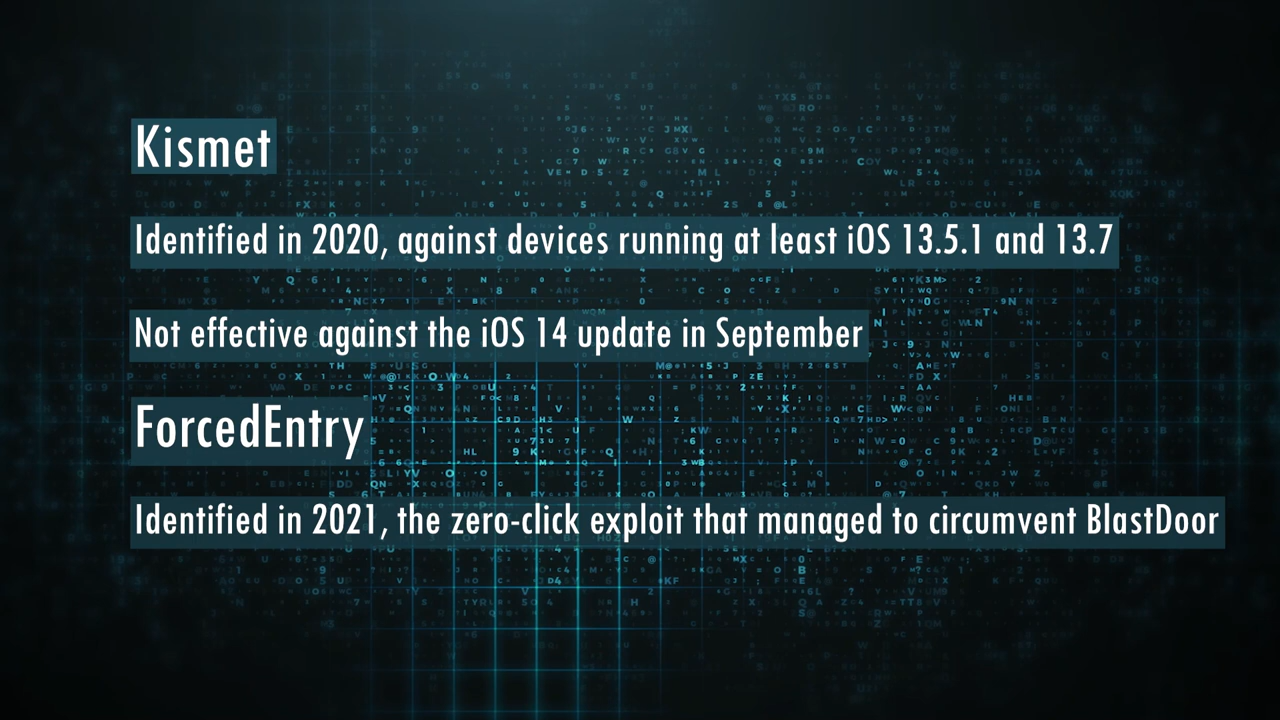 Kismet
Identified in 2020, against devices running at least iOS 13.5.1 and 13.7
Not effective against the iOS 14 update in September
ForcedEntry
Identified in 2021, the zero-click exploit that managed to circumvent BlastDoor